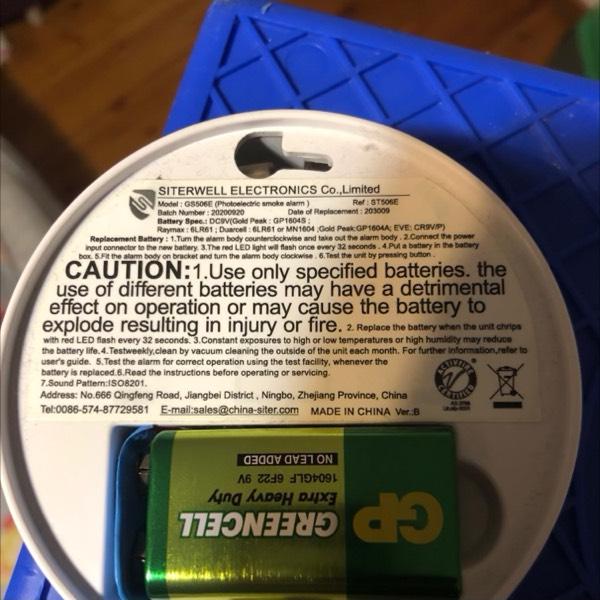 SITERWELL ELECTRONICS Co.,Limited
Model : GS506E (Photoelectric smoke alarm ) Ref : ST506E
Batch Number : 20200920 Date of Replacement : 203009
Battery Spec.: DC9V(Gold Peak : GP1604S ;
Raymax : 6LR61 ; Duarcell : 6LR61 or MN1604 ;Gold Peak:GP1604A; EVE: CR9V/P)
Replacement Battery : 1.Turn the alarm body counterclockwise and take out the alarm body . 2.Connect the power
input connector to the new battery. 3.The red LED light will flash once every 32 seconds . 4.Put a battery in the battery
box. 5.Fit the alarm body on bracket and turn the alarm body clockwise . 6.Test the unit by pressing button .
CAUTION:1.Use only specified batteries. the
use of different batteries may have a detrimental
effect on operation or may cause the battery to
explode resulting in injury or fire. 2. Replace the battery when the unit chrips
with red LED flash every 32 seconds. 3.Constant exposures to high or low temperatures or high humidity may reduce
the battery life.4.Testweekly,clean by vacuum cleaning the outside of the unit each month. For further information,refer to
user's guide. 5.Test the alarm for correct operation using the test facility, whenever the
battery is replaced.6.Read the instructions before operating or servicing.
7.Sound Pattern:ISO8201.
Address: No.666 Qingfeng Road, Jiangbei District , Ningbo, Zhejiang Province, China
Tel:0086-574-87729581 E-mail:sales@china-siter.com MADE IN CHINA Ver.:B
GP
GREENCELL
Extra Heavy Duty
1604GLF 6F22 9V
NO LEAD ADDED